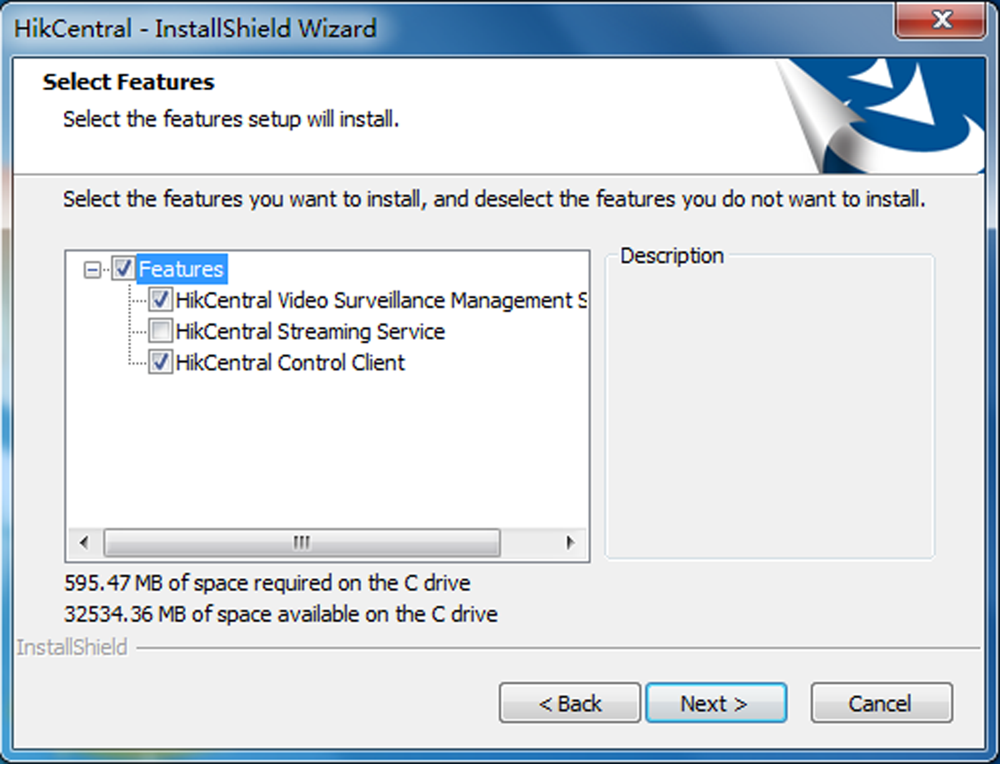 HikCentral - InstallShield Wizard
Select Features
Select the features setup will install.
Select the features you want to install, and deselect the features you do not want to install.
Features
HikCentral Video Surveillance Management S
HikCentral Streaming Service
HikCentral Control Client
Description
595.47 MB of space required on the C drive
32534.36 MB of space available on the C drive
InstallShield
< Back Next > Cancel